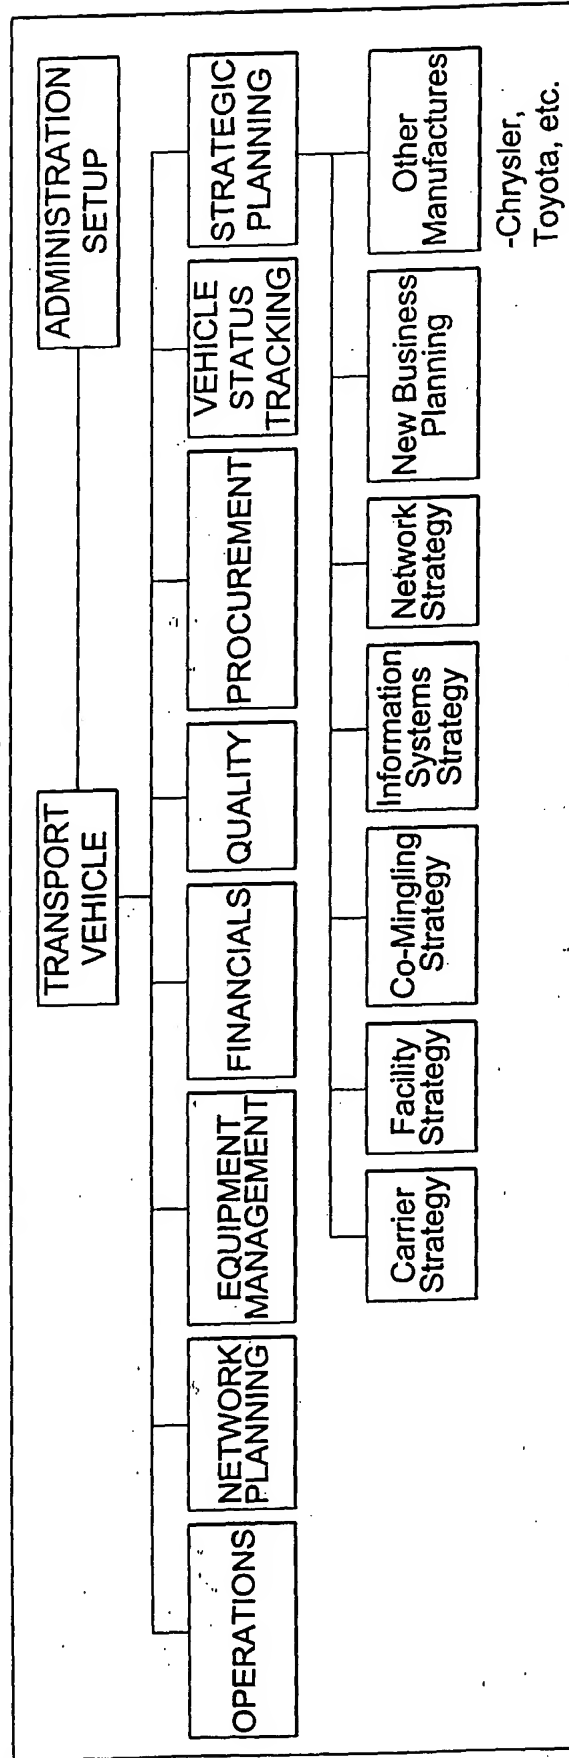 TRANSPORT
VEHICLE
ADMINISTRATION
SETUP
OPERATIONS
NETWORK
PLANNING
EQUIPMENT
MANAGEMENT
FINANCIALS
QUALITY
PROCUREMENT
VEHICLE
STATUS
TRACKING
STRATEGIC
PLANNING
Carrier
Strategy
Facility
Strategy
Co-Mingling
Strategy
Information
Systems
Strategy
Network
Strategy
New Business
Planning
Other
Manufactures
-Chrysler,
Toyota, etc.